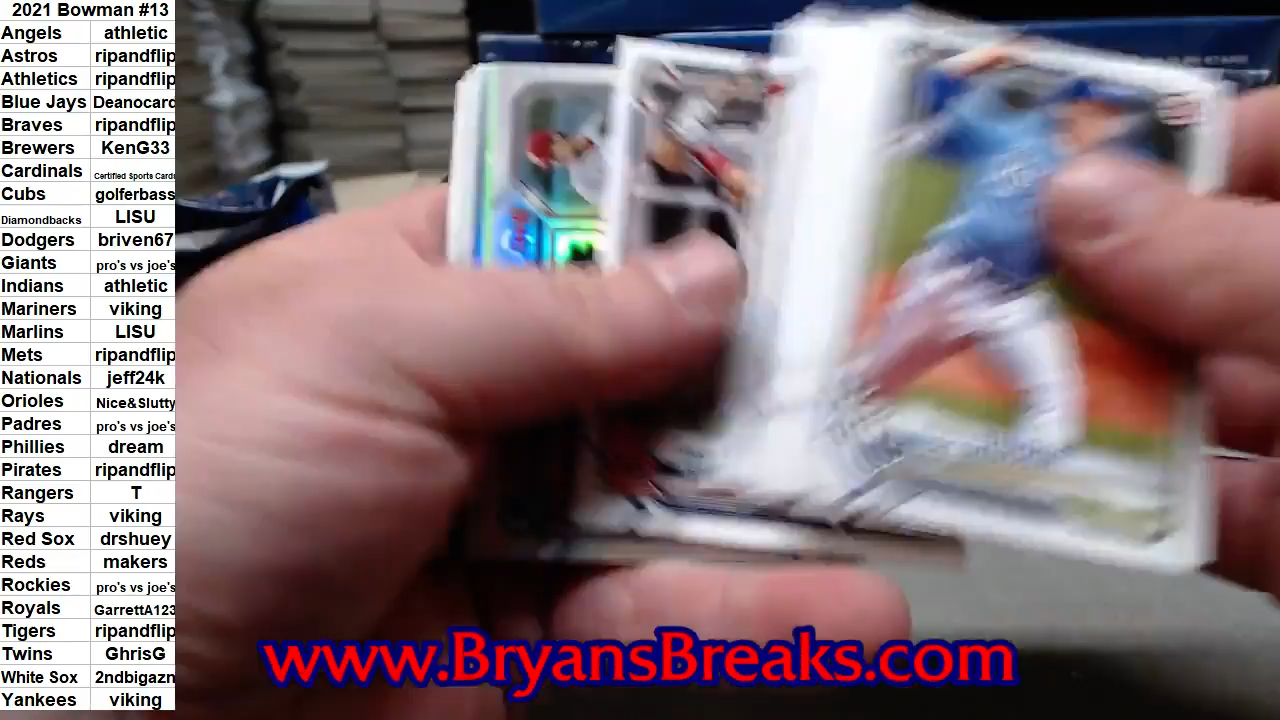 2021 Bowman #13
Angels athletic
Astros ripandflip
Athletics ripandflip
Blue Jays Deanocard
Braves ripandflip
Brewers KenG33
Cardinals Certified Sports Cards
Cubs golferbass
Diamondbacks LISU
Dodgers briven67
Giants pro's vs joe's
Indians athletic
Mariners viking
Marlins LISU
Mets ripandflip
Nationals jeff24k
Orioles Nice&Slutty
Padres pro's vs joe's
Phillies dream
Pirates ripandflip
Rangers T
Rays viking
Red Sox drshuey
Reds makers
Rockies pro's vs joe's
Royals GarrettA123
Tigers ripandflip
Twins GhrisG
White Sox 2ndbigazn
Yankees viking
www.BryansBreaks.com